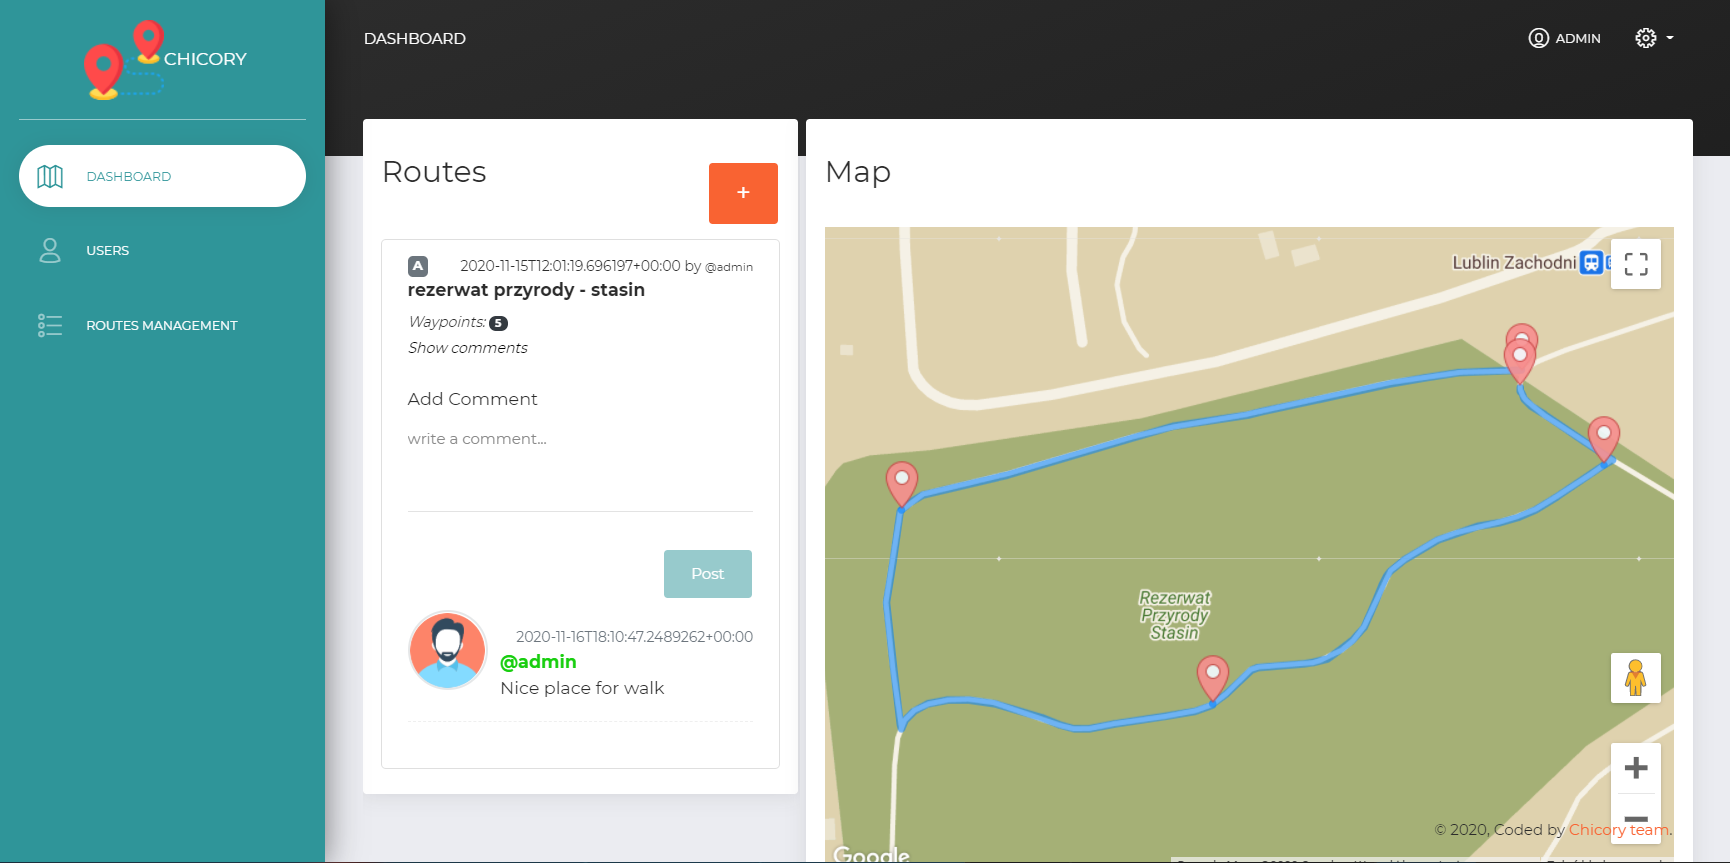 CHICORY
DASHBOARD
USERS
ROUTES MANAGEMENT
DASHBOARD
ADMIN
Routes
+
A 2020-11-15T12:01:19.696197+00:00 by @admin
rezerwat przyrody - stasin
Waypoints: 5
Show comments
Add Comment
write a comment...
Post
2020-11-16T18:10:47.2489262+00:00
@admin
Nice place for walk
Map
Lublin Zachodni
Rezerwat
Przyrody
Stasin
© 2020, Coded by Chicory team.
Google